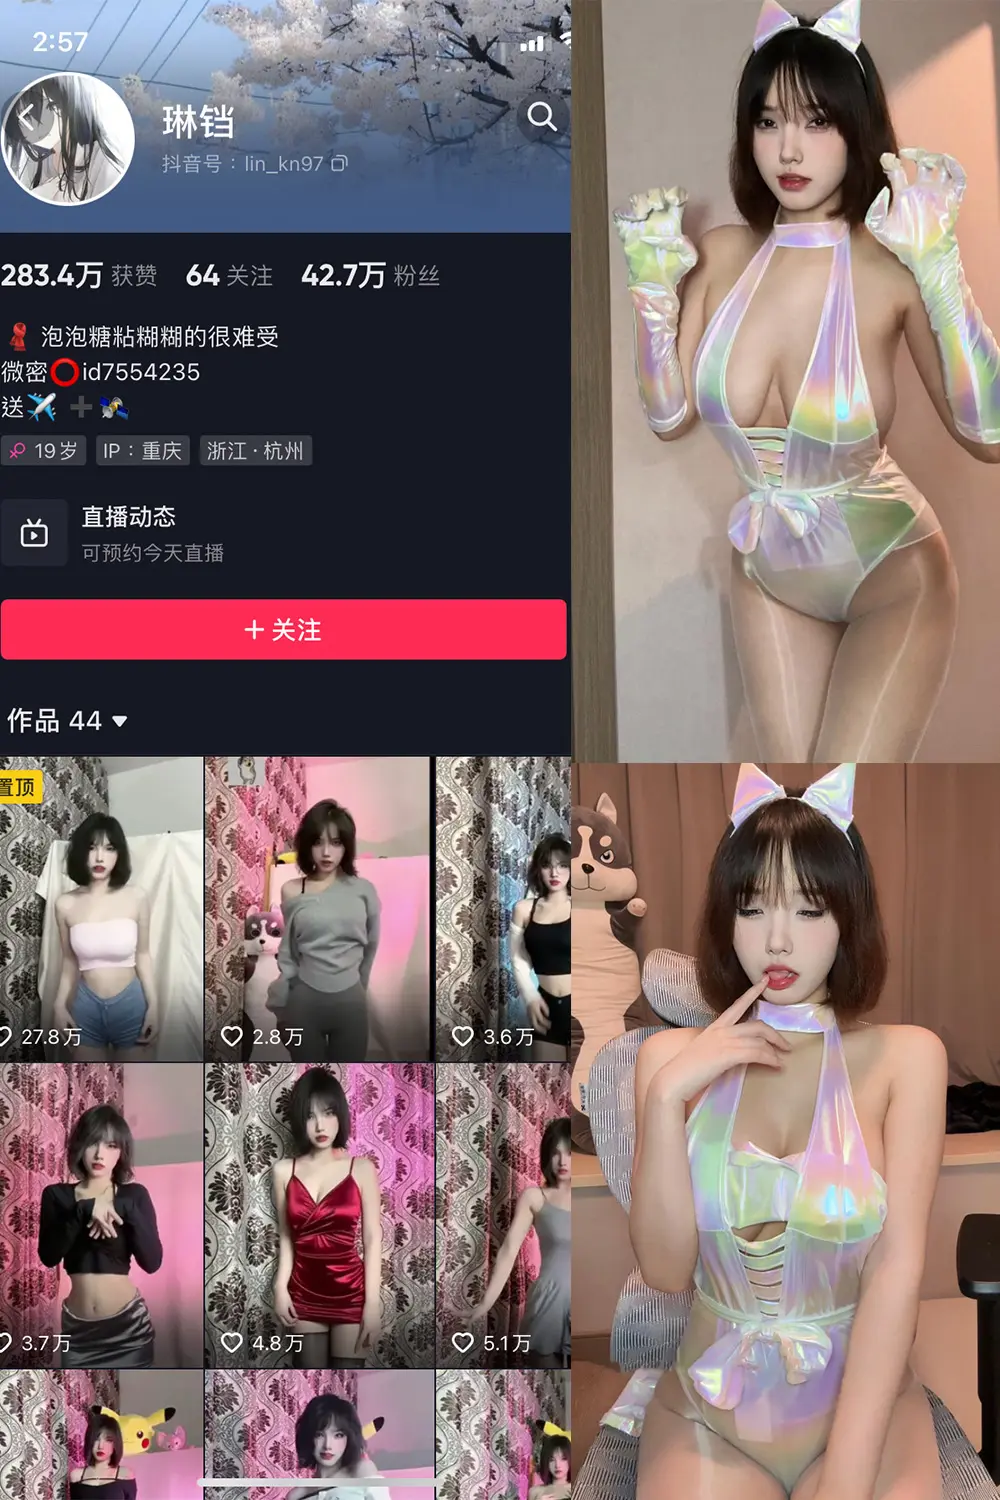 2:57
琳铛
抖音号：lin_kn97
283.4万 获赞 64 关注 42.7万 粉丝
泡泡糖粘糊糊的很难受
微密⭕id7554235
送✈️➕🛰️
19岁 IP：重庆 浙江·杭州
直播动态
可预约今天直播
+ 关注
作品 44
置顶
27.8万 2.8万 3.6万
3.7万 4.8万 5.1万